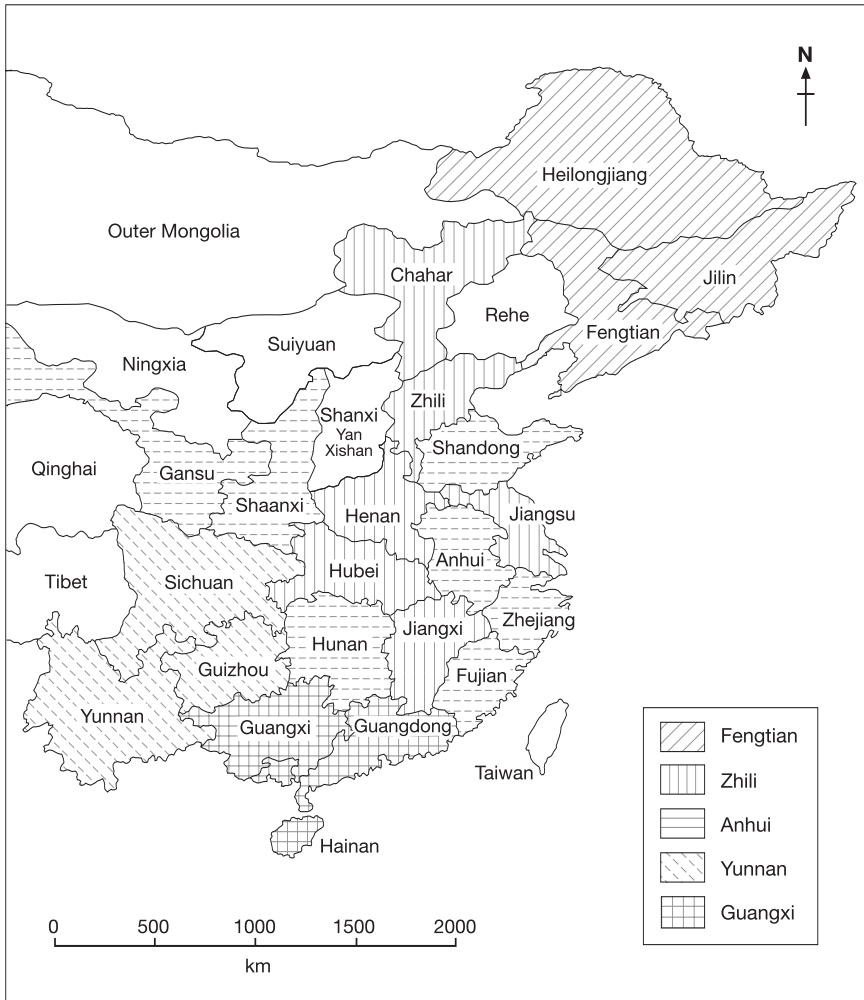 N
Heilongjiang
Outer Mongolia
Chahar
Jilin
Rehe
Fengtian
Suiyuan
Ningxia
Zhili
Shanxi
Yan
Xishan
Shandong
Qinghai
Gansu
Shaanxi
Henan
Jiangsu
Anhui
Hubei
Tibet
Sichuan
Zhejiang
Jiangxi
Hunan
Guizhou
Fujian
Yunnan
Guangxi
Guangdong
Taiwan
Hainan
Fengtian
Zhili
Anhui
Yunnan
Guangxi
0 500 1000 1500 2000
km